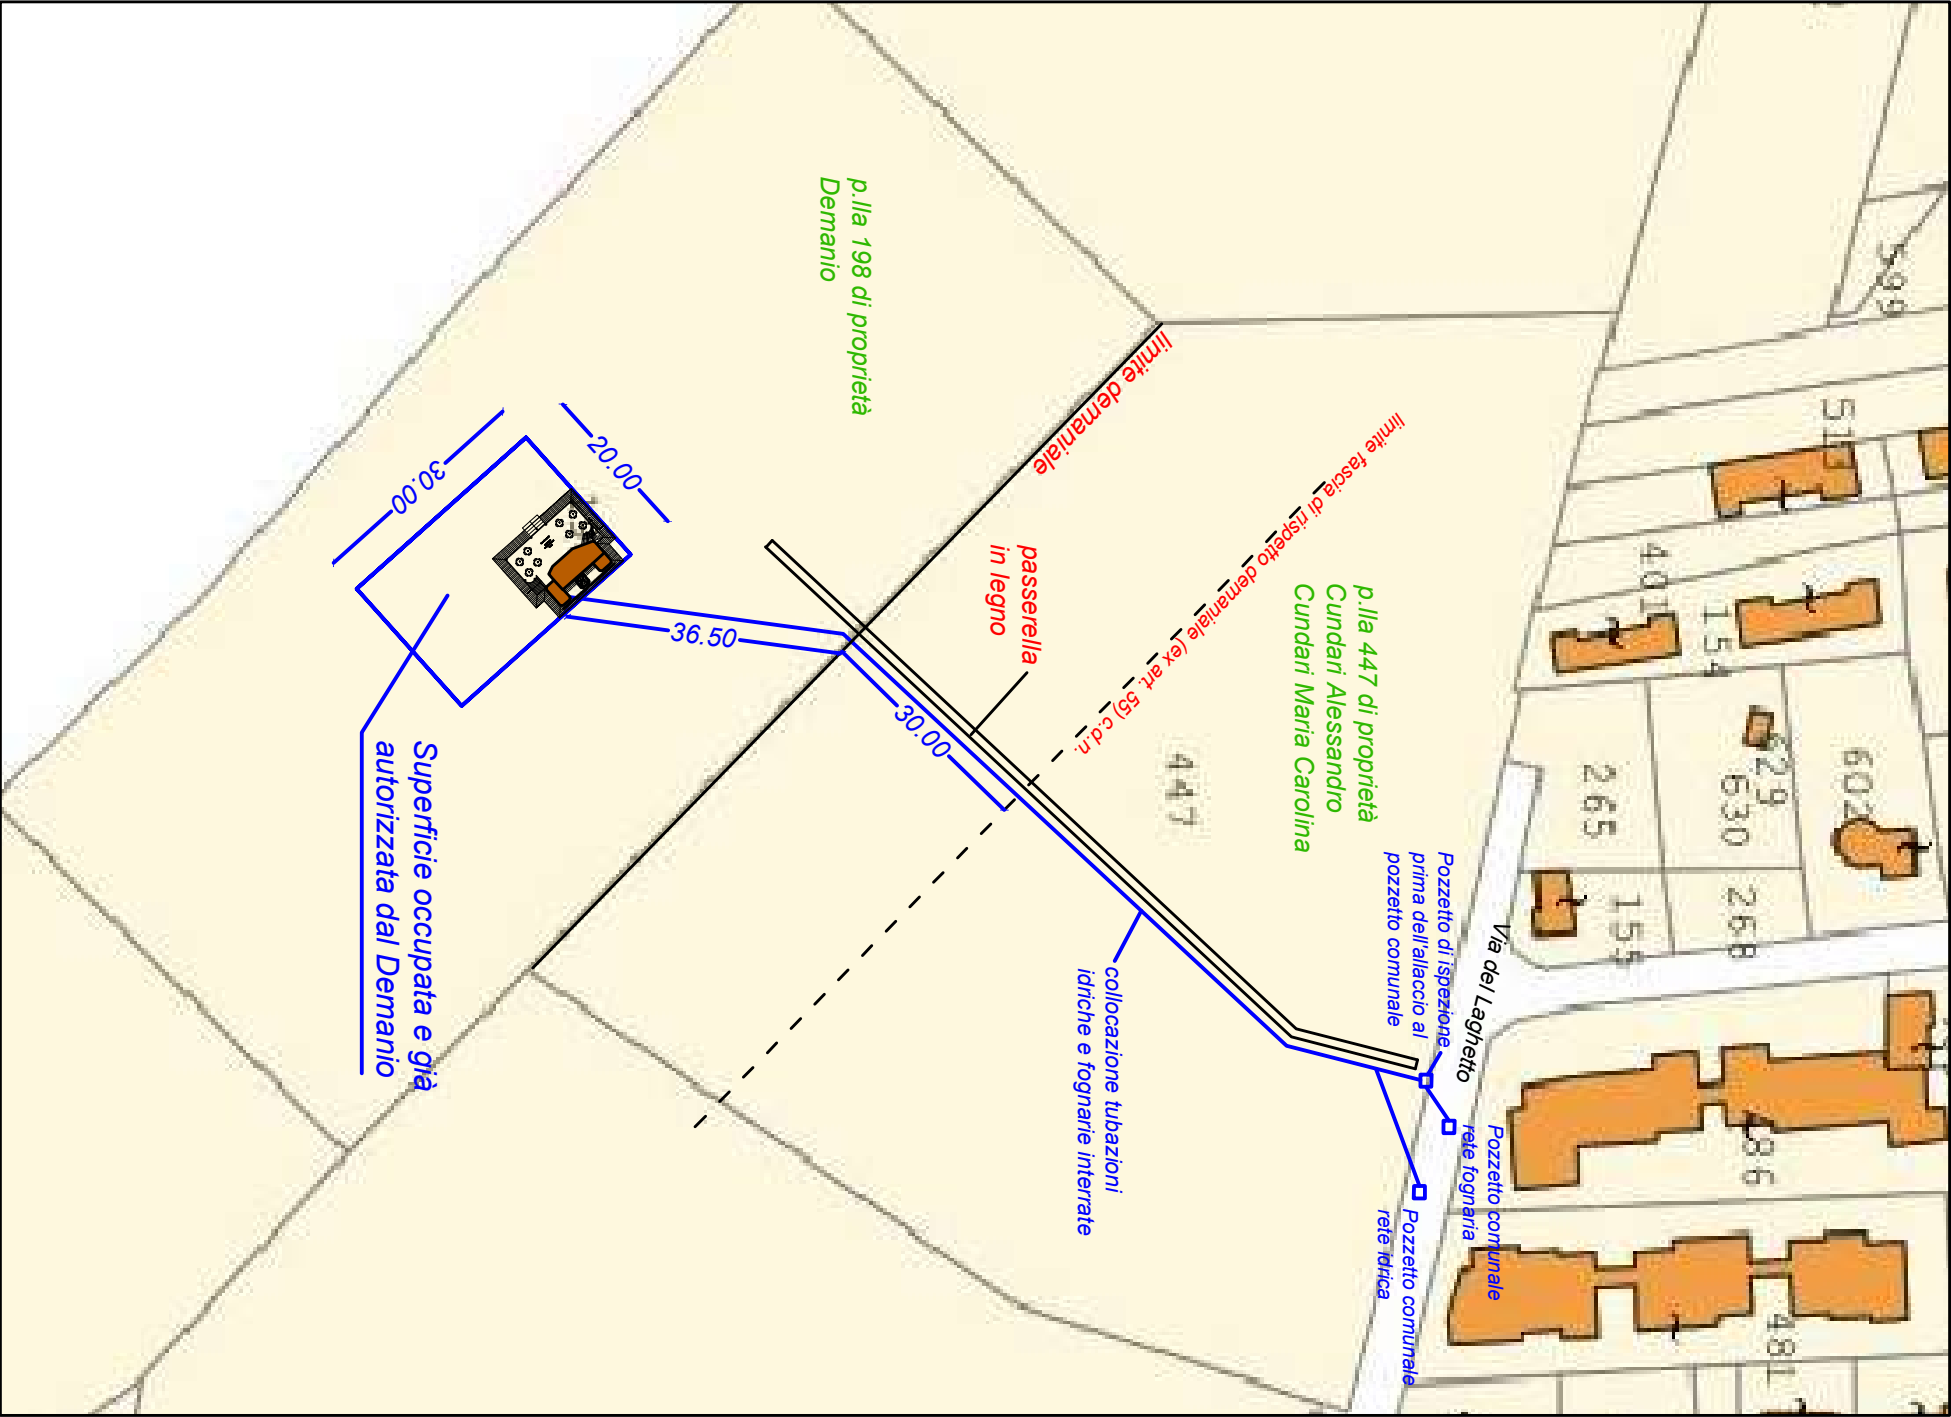 p.lla 198 di proprietà
Demanio
limite demaniale
limite fascia di rispetto demaniale (ex art. 55) c.d.n.
passerella
in legno
p.lla 447 di proprietà
Cundari Alessandro
Cundari Maria Carolina
447
20.00
30.00
36.50
30.00
Superficie occupata e già
autorizzata dal Demanio
collocazione tubazioni
idriche e fognarie interrate
Pozzetto di ispezione
prima dell'allaccio al
pozzetto comunale
Via del Laghetto
Pozzetto comunale
rete fognaria
Pozzetto comunale
rete idrica
599
401
154
602
629
630
265
268
155
486
481